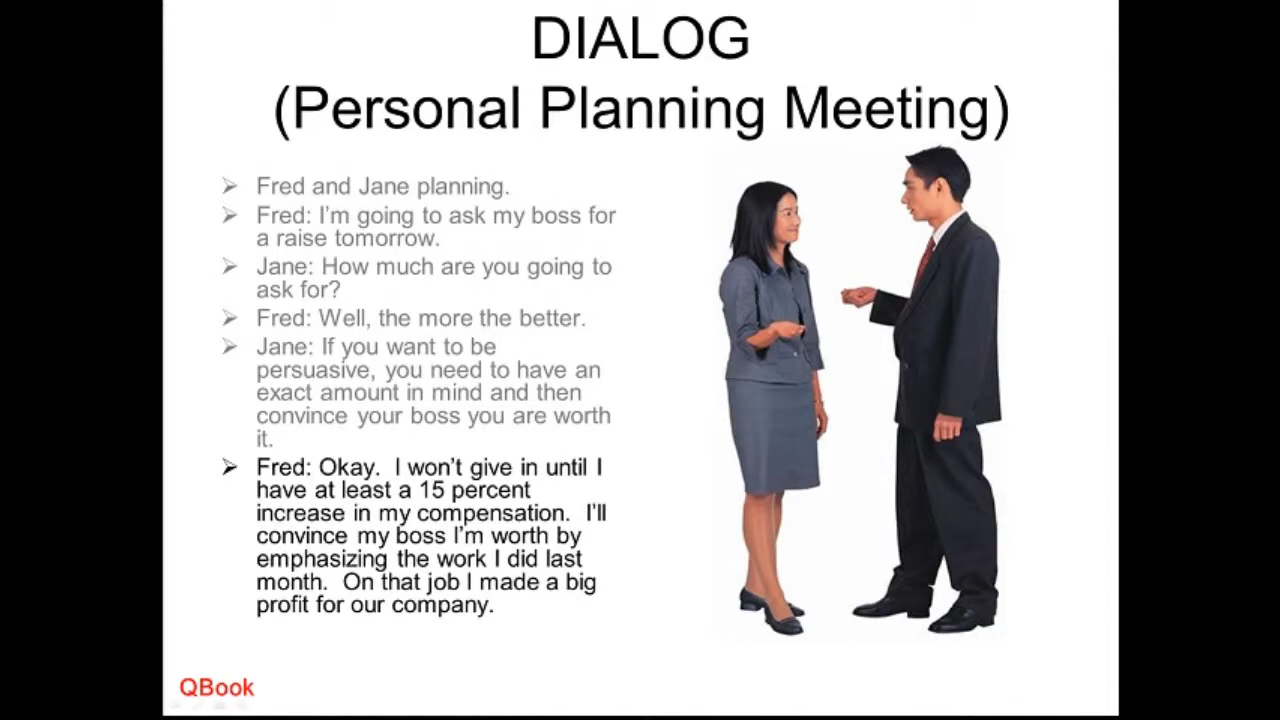 DIALOG
(Personal Planning Meeting)
Fred and Jane planning.
Fred: I'm going to ask my boss for
a raise tomorrow.
Jane: How much are you going to
ask for?
Fred: Well, the more the better.
Jane: If you want to be
persuasive, you need to have an
exact amount in mind and then
convince your boss you are worth
it.
Fred: Okay.  I won't give in until I
have at least a 15 percent
increase in my compensation.  I'll
convince my boss I'm worth by
emphasizing the work I did last
month.  On that job I made a big
profit for our company.
QBook